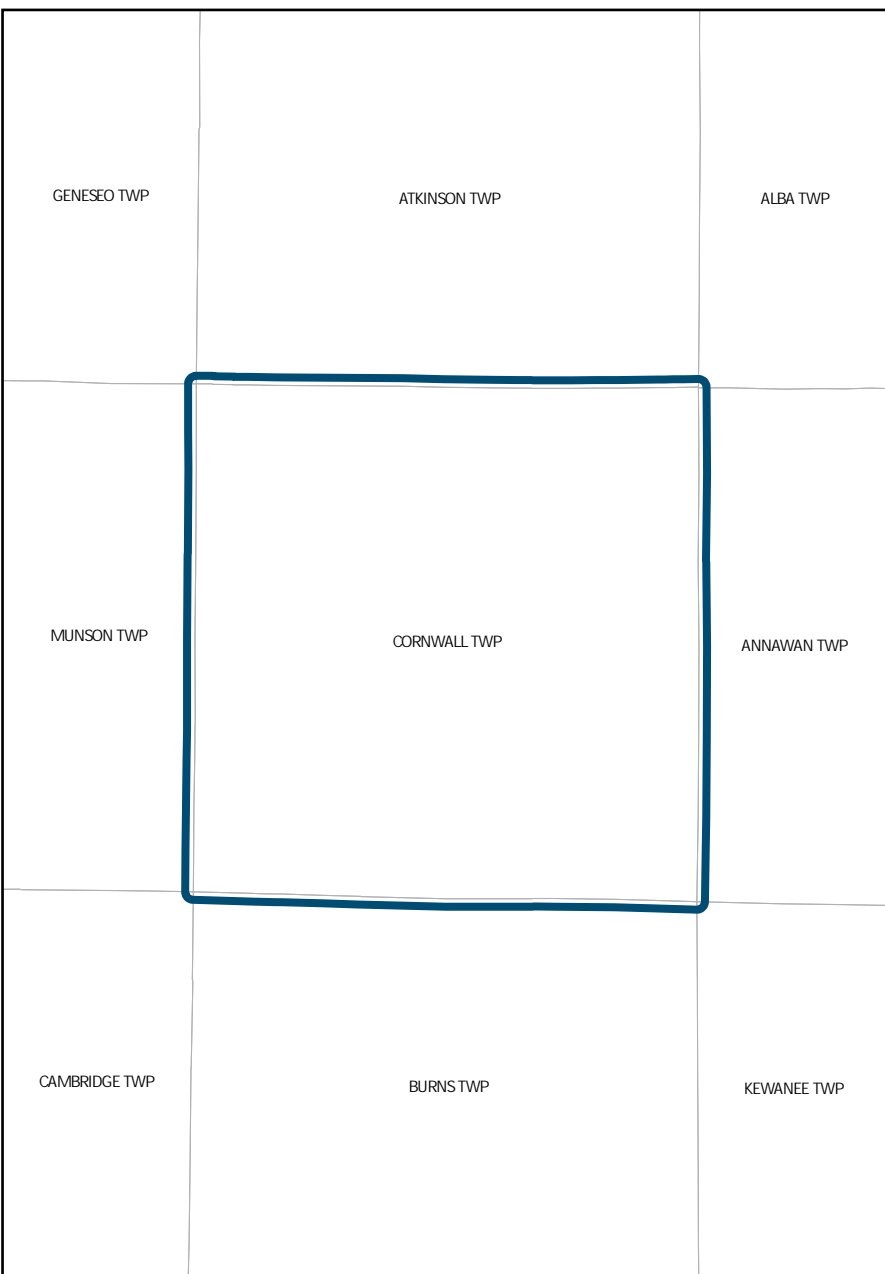 GENESEO TWP
ATKINSON TWP
ALBA TWP
MUNSON TWP
CORNWALL TWP
ANNAWAN TWP
CAMBRIDGE TWP
BURNS TWP
KEWANEE TWP